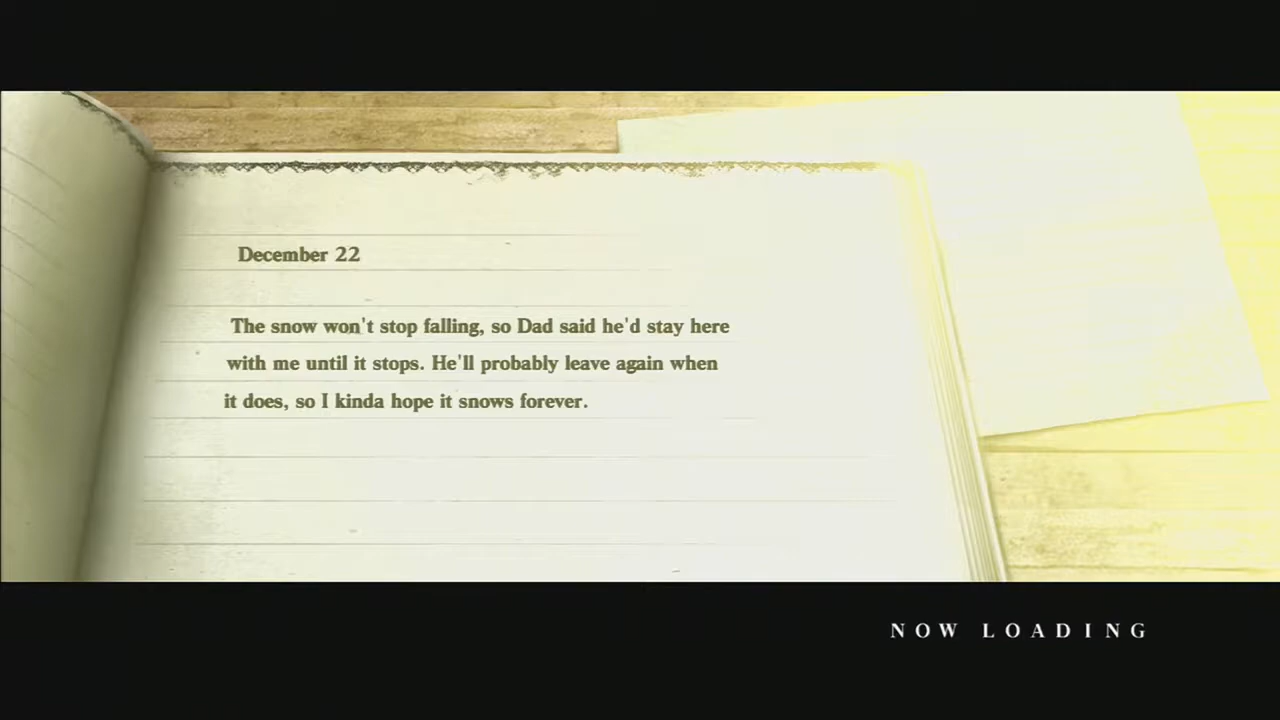 December 22
The snow won't stop falling, so Dad said he'd stay here
with me until it stops. He'll probably leave again when
it does, so I kinda hope it snows forever.
NOW LOADING